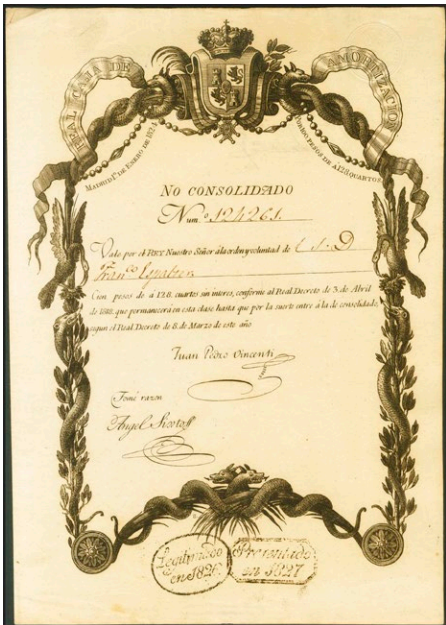 REAL CAJA DE AMORTIZACION
MADRID 1.º DE ENERO DE 1824
PESOS DE A 128 QUARTOS
NO CONSOLIDADO
Num.º 124261.
Vale por el REY Nuestro Señor á la orden y voluntad de
Fran.co
Cien pesos de á 128 cuartos sin interes, conforme al Real Decreto de 3 de Abril
de 1818, que permanecerá en esta clase hasta que por la suerte entre á la de consolidado,
segun el Real Decreto de 8 de Marzo de este año
Juan Pedro Vincenti
Tomé razon
Angel
Legitimado
en 1826
Presentado
en 1827